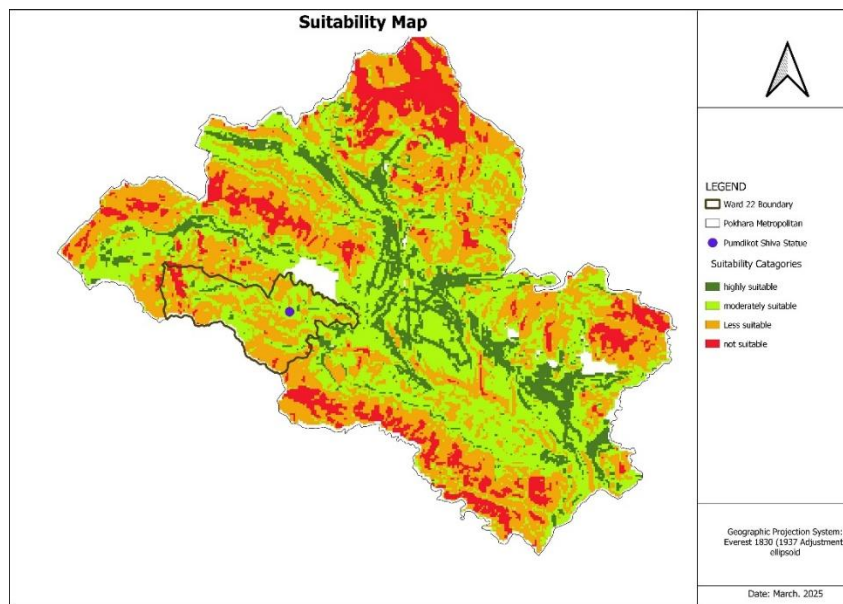 Suitability Map
LEGEND
Ward 22 Boundary
Pokhara Metropolitan
Pumdikot Shiva Statue
Suitability Catagories
highly suitable
moderately suitable
Less suitable
not suitable
Geographic Projection System:
Everest 1830 (1937 Adjustment
ellipsoid
Date: March. 2025